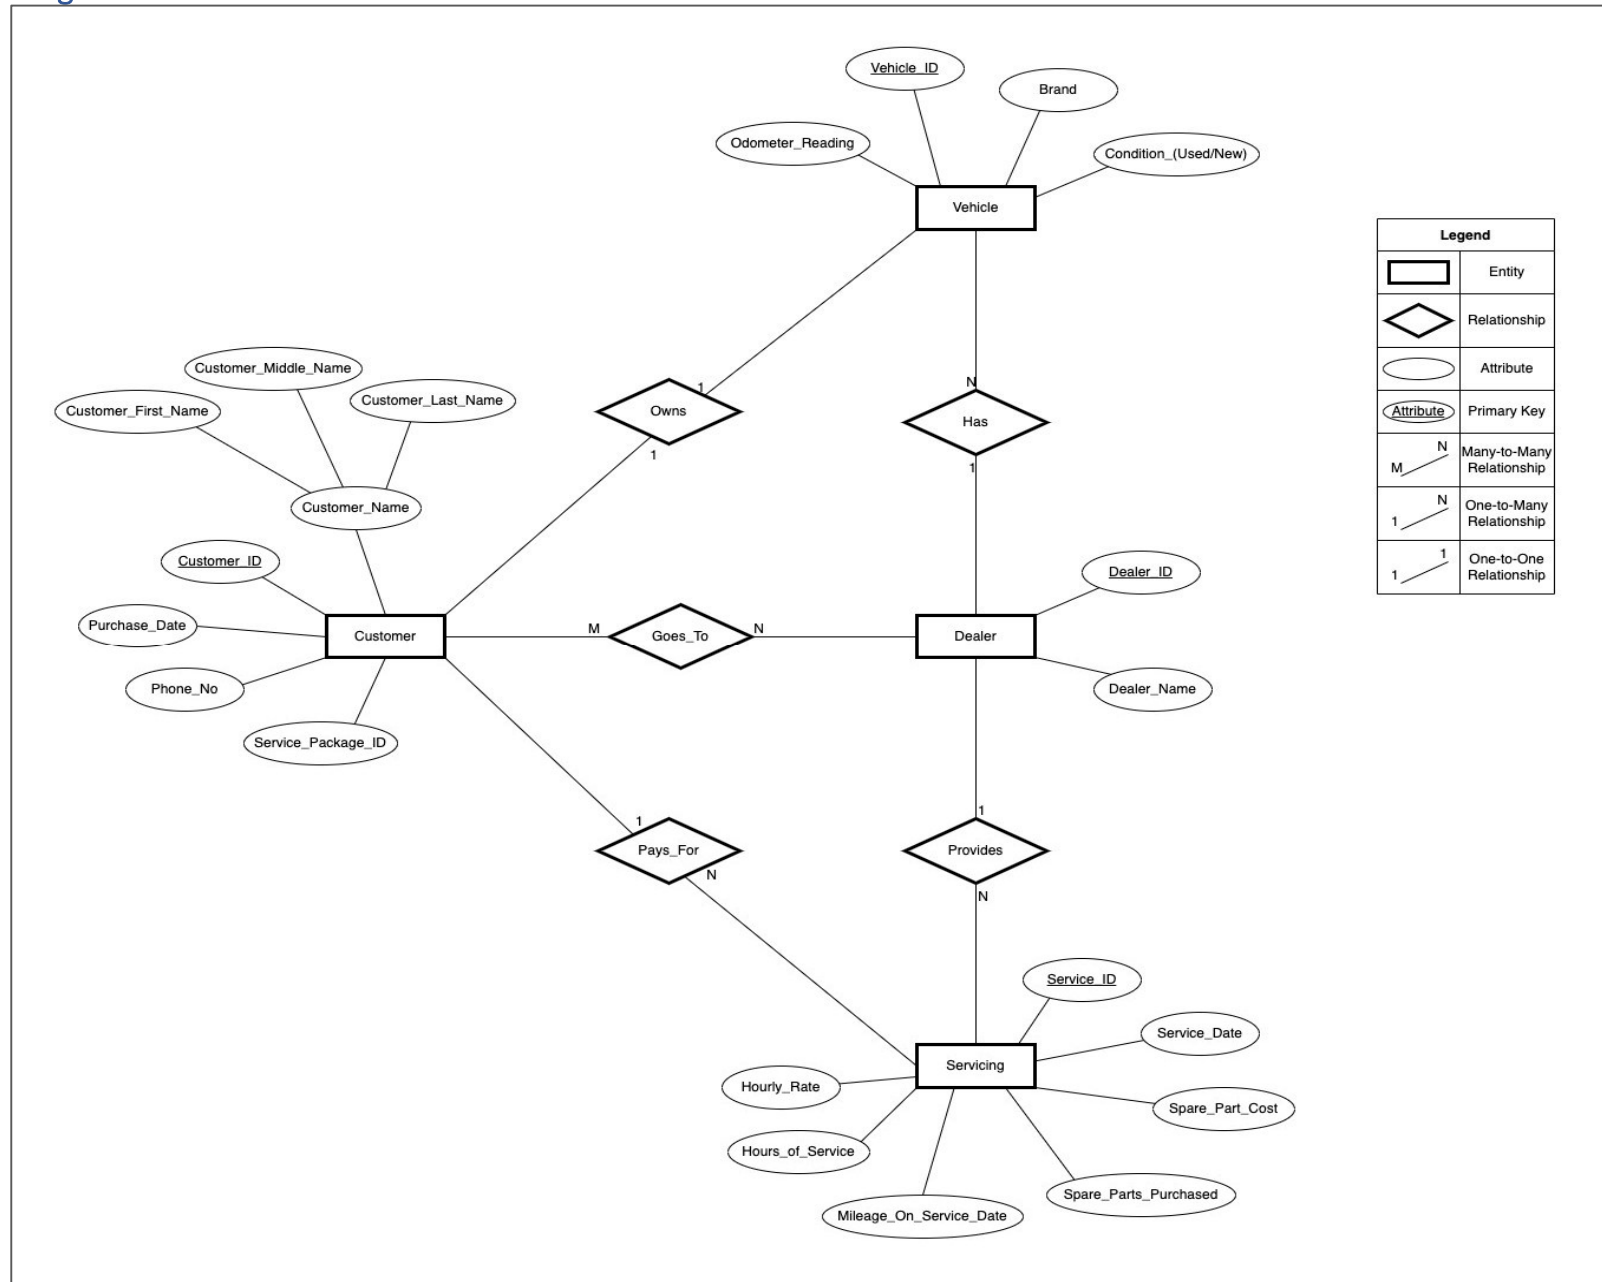 Vehicle_ID
Brand
Odometer_Reading
Condition_(Used/New)
Vehicle
Legend
Entity
Relationship
Attribute
Attribute
Primary Key
M
N
Many-to-Many
Relationship
1
N
One-to-Many
Relationship
1
1
One-to-One
Relationship
Customer_Middle_Name
Customer_First_Name
Customer_Last_Name
Customer_Name
1
Owns
1
N
Has
1
Customer_ID
Purchase_Date
Phone_No
Service_Package_ID
Customer
M
Goes_To
N
Dealer
Dealer_ID
Dealer_Name
1
Pays_For
N
1
Provides
N
Service_ID
Service_Date
Servicing
Hourly_Rate
Spare_Part_Cost
Hours_of_Service
Spare_Parts_Purchased
Mileage_On_Service_Date